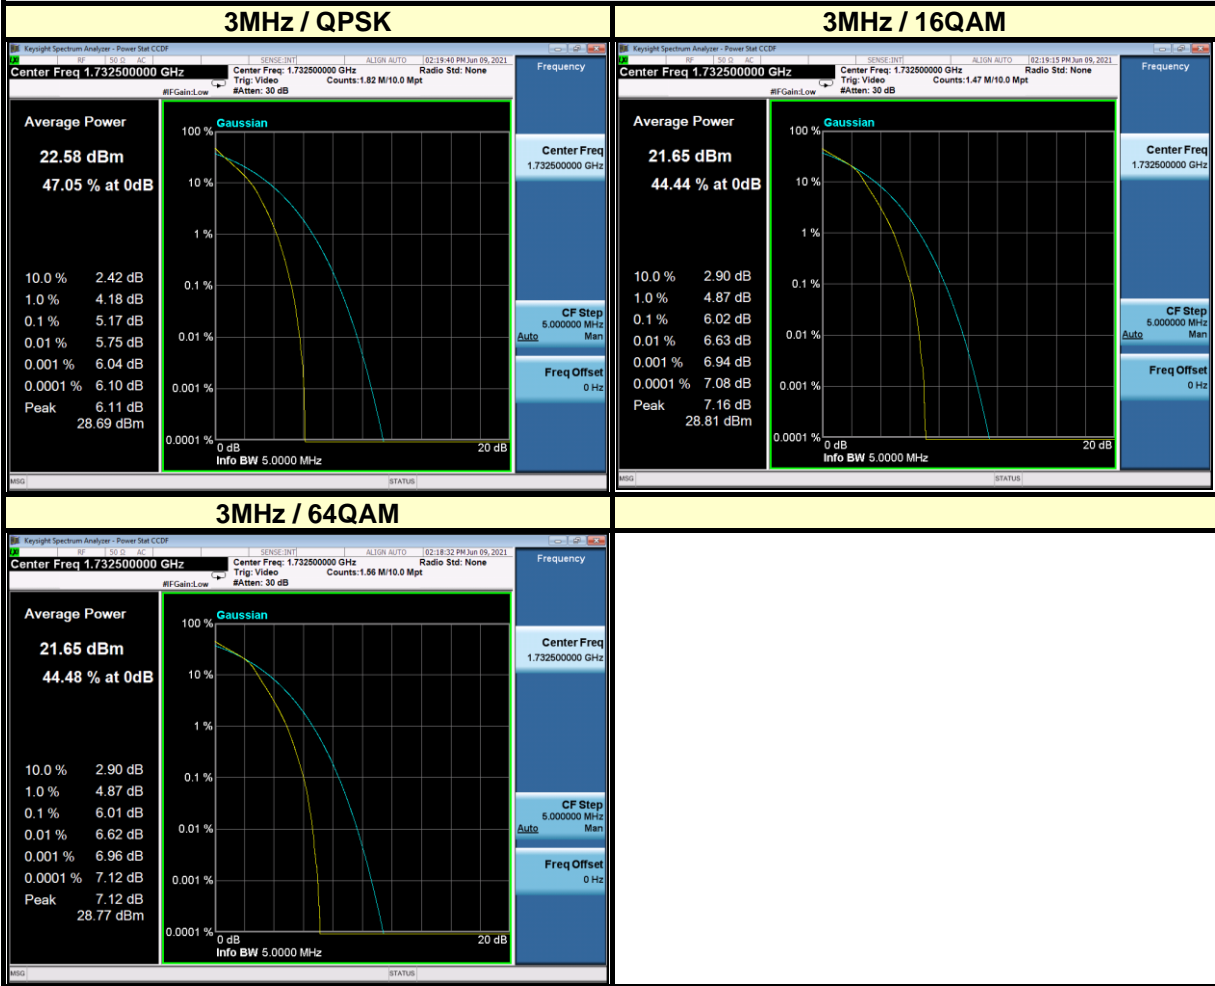 3MHz / QPSK
3MHz / 16QAM
Keysight Spectrum Analyzer - Power Stat CCDF
RF 50 Ω AC SENSE:INT ALIGN AUTO 02:19:40 PM Jun 09, 2021
Center Freq 1.732500000 GHz
Center Freq: 1.732500000 GHz Radio Std: None
Trig: Video Counts:1.82 M/10.0 Mpt
#IFGain:Low #Atten: 30 dB
Average Power
22.58 dBm
47.05 % at 0dB
10.0 % 2.42 dB
1.0 % 4.18 dB
0.1 % 5.17 dB
0.01 % 5.75 dB
0.001 % 6.04 dB
0.0001 % 6.10 dB
Peak 6.11 dB
28.69 dBm
Gaussian
100 %
10 %
1 %
0.1 %
0.01 %
0.001 %
0.0001 %
0 dB 20 dB
Info BW 5.0000 MHz
Frequency
Center Freq
1.732500000 GHz
CF Step
5.000000 MHz
Auto Man
Freq Offset
0 Hz
MSG STATUS
Keysight Spectrum Analyzer - Power Stat CCDF
RF 50 Ω AC SENSE:INT ALIGN AUTO 02:19:15 PM Jun 09, 2021
Center Freq 1.732500000 GHz
Center Freq: 1.732500000 GHz Radio Std: None
Trig: Video Counts:1.47 M/10.0 Mpt
#IFGain:Low #Atten: 30 dB
Average Power
21.65 dBm
44.44 % at 0dB
10.0 % 2.90 dB
1.0 % 4.87 dB
0.1 % 6.02 dB
0.01 % 6.63 dB
0.001 % 6.94 dB
0.0001 % 7.08 dB
Peak 7.16 dB
28.81 dBm
Gaussian
100 %
10 %
1 %
0.1 %
0.01 %
0.001 %
0.0001 %
0 dB 20 dB
Info BW 5.0000 MHz
Frequency
Center Freq
1.732500000 GHz
CF Step
5.000000 MHz
Auto Man
Freq Offset
0 Hz
MSG STATUS
3MHz / 64QAM
Keysight Spectrum Analyzer - Power Stat CCDF
RF 50 Ω AC SENSE:INT ALIGN AUTO 02:18:32 PM Jun 09, 2021
Center Freq 1.732500000 GHz
Center Freq: 1.732500000 GHz Radio Std: None
Trig: Video Counts:1.56 M/10.0 Mpt
#IFGain:Low #Atten: 30 dB
Average Power
21.65 dBm
44.48 % at 0dB
10.0 % 2.90 dB
1.0 % 4.87 dB
0.1 % 6.01 dB
0.01 % 6.62 dB
0.001 % 6.96 dB
0.0001 % 7.12 dB
Peak 7.12 dB
28.77 dBm
Gaussian
100 %
10 %
1 %
0.1 %
0.01 %
0.001 %
0.0001 %
0 dB 20 dB
Info BW 5.0000 MHz
Frequency
Center Freq
1.732500000 GHz
CF Step
5.000000 MHz
Auto Man
Freq Offset
0 Hz
MSG STATUS